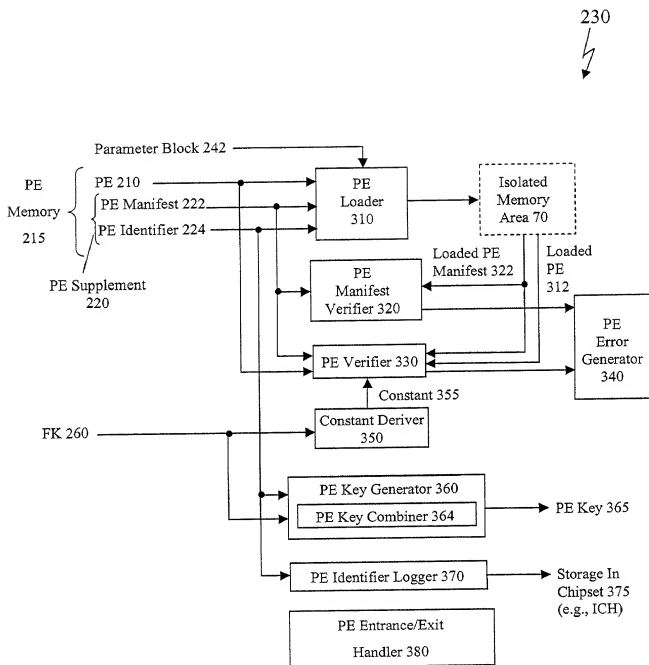 230
Parameter Block 242
PE
Memory
215
PE 210
PE Manifest 222
PE Identifier 224
PE Supplement
220
PE
Loader
310
Isolated
Memory
Area 70
Loaded PE
Manifest 322
Loaded
PE
312
PE
Manifest
Verifier 320
PE
Error
Generator
340
PE Verifier 330
Constant 355
FK 260
Constant Deriver
350
PE Key Generator 360
PE Key Combiner 364
PE Key 365
PE Identifier Logger 370
Storage In
Chipset 375
(e.g., ICH)
PE Entrance/Exit
Handler 380